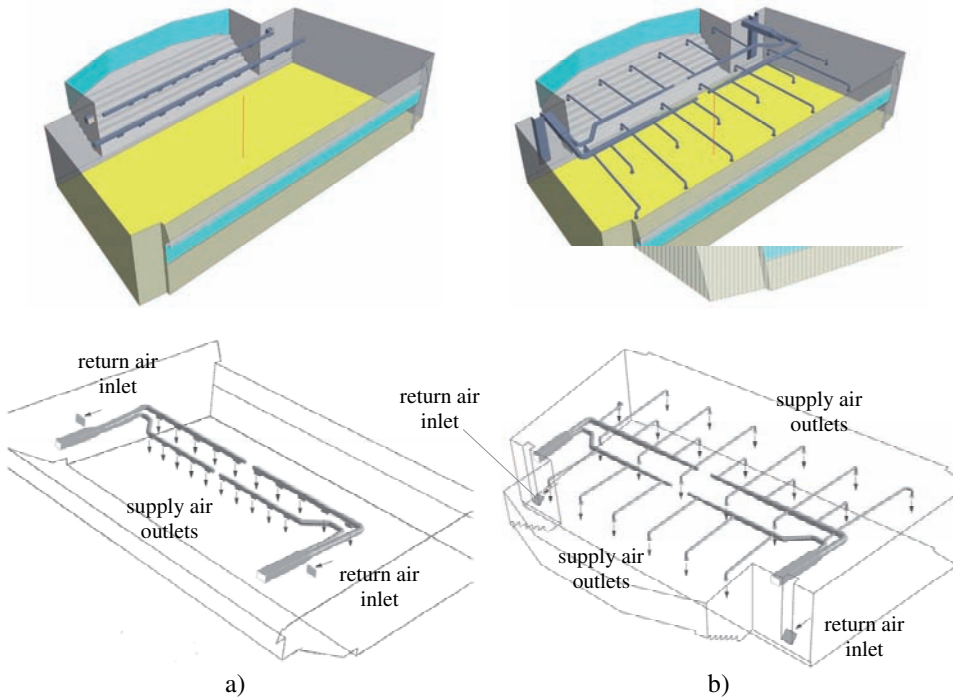 return air
inlet
supply air
outlets
return air
inlet
a)
return air
inlet
supply air
outlets
supply air
outlets
return air
inlet
b)